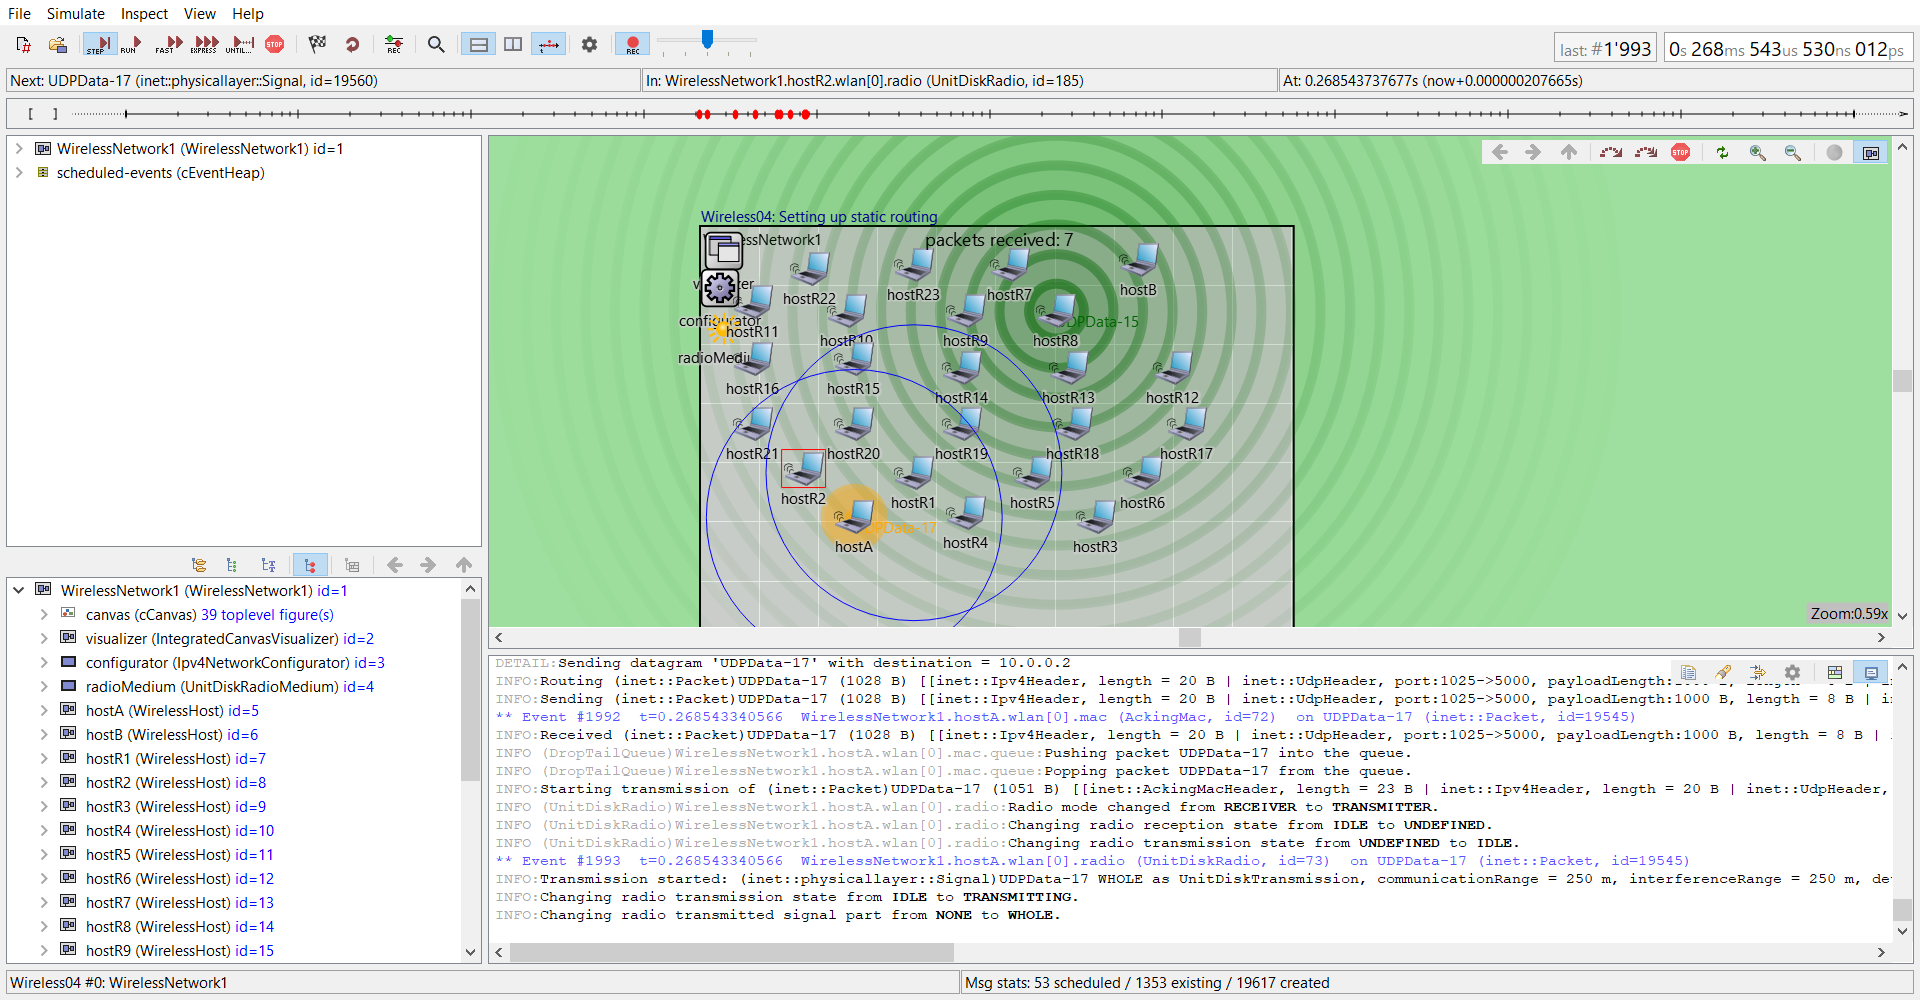 File Simulate Inspect View Help
STEP RUN FAST EXPRESS UNTIL... STOP REC REC
last: #1'993
0s 268ms 543us 530ns 012ps
Next: UDPData-17 (inet::physicallayer::Signal, id=19560)
In: WirelessNetwork1.hostR2.wlan[0].radio (UnitDiskRadio, id=185)
At: 0.268543737677s (now+0.000000207665s)
[ ]
WirelessNetwork1 (WirelessNetwork1) id=1
scheduled-events (cEventHeap)
WirelessNetwork1 (WirelessNetwork1) id=1
canvas (cCanvas) 39 toplevel figure(s)
visualizer (IntegratedCanvasVisualizer) id=2
configurator (Ipv4NetworkConfigurator) id=3
radioMedium (UnitDiskRadioMedium) id=4
hostA (WirelessHost) id=5
hostB (WirelessHost) id=6
hostR1 (WirelessHost) id=7
hostR2 (WirelessHost) id=8
hostR3 (WirelessHost) id=9
hostR4 (WirelessHost) id=10
hostR5 (WirelessHost) id=11
hostR6 (WirelessHost) id=12
hostR7 (WirelessHost) id=13
hostR8 (WirelessHost) id=14
hostR9 (WirelessHost) id=15
STOP
Wireless04: Setting up static routing
packets received: 7
hostR22
hostR23
hostR7
hostB
configurator
hostR11
hostR10
hostR9
hostR8
hostR16
hostR15
hostR14
hostR13
hostR12
hostR21
hostR20
hostR19
hostR18
hostR17
hostR2
hostR1
hostR5
hostR6
hostA
hostR4
hostR3
Zoom:0.59x
DETAIL:Sending datagram 'UDPData-17' with destination = 10.0.0.2
INFO:Routing (inet::Packet)UDPData-17 (1028 B) [[inet::Ipv4Header, length = 20 B | inet::UdpHeader, port:1025->5000,
INFO:Sending (inet::Packet)UDPData-17 (1028 B) [[inet::Ipv4Header, length = 20 B | inet::UdpHeader, port:1025->5000, payloadLength:1000 B, length = 8 B |
** Event #1992 t=0.268543340566 WirelessNetwork1.hostA.wlan[0].mac (AckingMac, id=72) on UDPData-17 (inet::Packet, id=19545)
INFO:Received (inet::Packet)UDPData-17 (1028 B) [[inet::Ipv4Header, length = 20 B | inet::UdpHeader, port:1025->5000, payloadLength:1000 B, length = 8 B |
INFO (DropTailQueue)WirelessNetwork1.hostA.wlan[0].mac.queue:Pushing packet UDPData-17 into the queue.
INFO (DropTailQueue)WirelessNetwork1.hostA.wlan[0].mac.queue:Popping packet UDPData-17 from the queue.
INFO:Starting transmission of (inet::Packet)UDPData-17 (1051 B) [[inet::AckingMacHeader, length = 23 B | inet::Ipv4Header, length = 20 B | inet::UdpHeader,
INFO (UnitDiskRadio)WirelessNetwork1.hostA.wlan[0].radio:Radio mode changed from RECEIVER to TRANSMITTER.
INFO (UnitDiskRadio)WirelessNetwork1.hostA.wlan[0].radio:Changing radio reception state from IDLE to UNDEFINED.
INFO (UnitDiskRadio)WirelessNetwork1.hostA.wlan[0].radio:Changing radio transmission state from UNDEFINED to IDLE.
** Event #1993 t=0.268543340566 WirelessNetwork1.hostA.wlan[0].radio (UnitDiskRadio, id=73) on UDPData-17 (inet::Packet, id=19545)
INFO:Transmission started: (inet::physicallayer::Signal)UDPData-17 WHOLE as UnitDiskTransmission, communicationRange = 250 m, interferenceRange = 250 m, de
INFO:Changing radio transmission state from IDLE to TRANSMITTING.
INFO:Changing radio transmitted signal part from NONE to WHOLE.
Wireless04 #0: WirelessNetwork1
Msg stats: 53 scheduled / 1353 existing / 19617 created